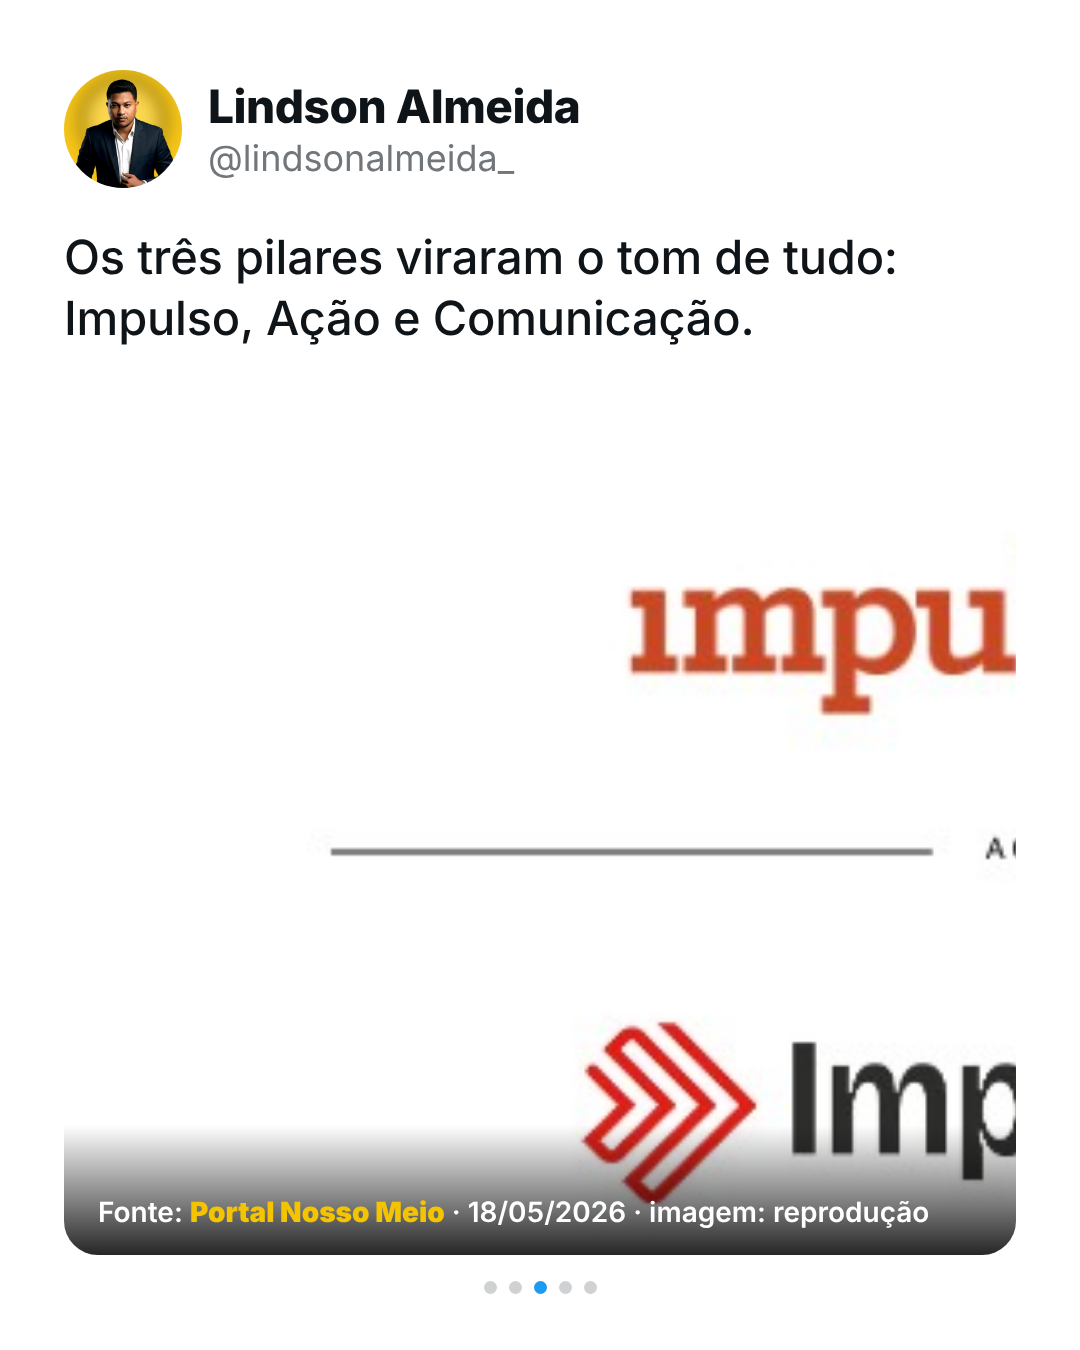 Lindson Almeida
@lindsonalmeida_
Os três pilares viraram o tom de tudo:
Impulso, Ação e Comunicação.
impu
A
Imp
Fonte: Portal Nosso Meio · 18/05/2026 · imagem: reprodução